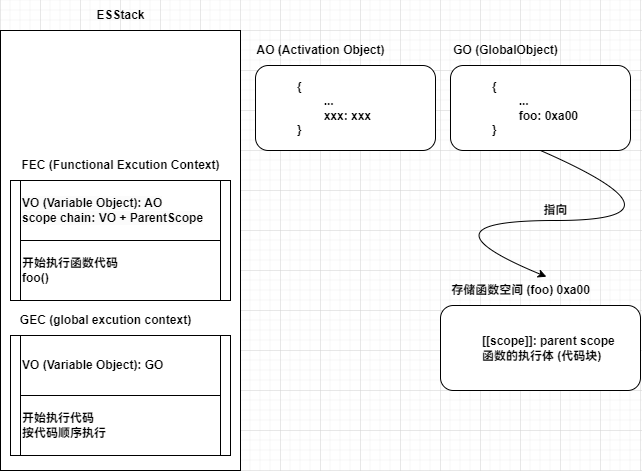 ESStack
AO (Activation Object)
{
...
xxx: xxx
}
GO (GlobalObject)
{
...
foo: 0xa00
}
指向
存储函数空间 (foo) 0xa00
[[scope]]: parent scope
函数的执行体 (代码块)
FEC (Functional Excution Context)
VO (Variable Object): AO
scope chain: VO + ParentScope
开始执行函数代码
foo()
GEC (global excution context)
VO (Variable Object): GO
开始执行代码
按代码顺序执行